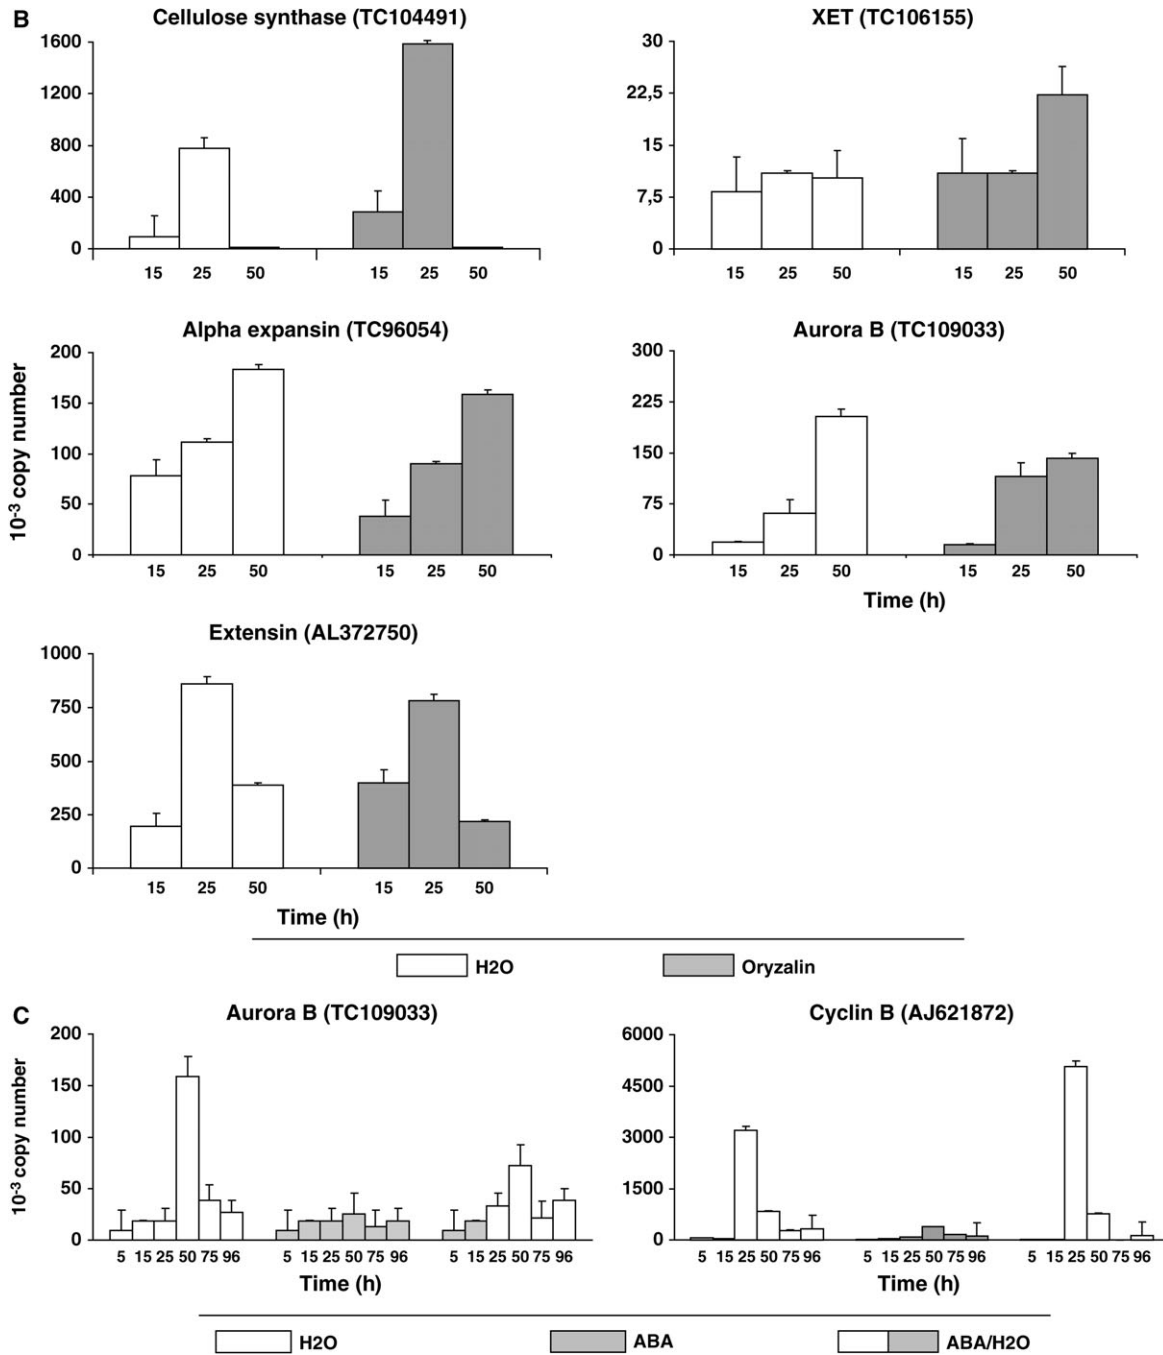 B
Cellulose synthase (TC104491)
1600
1200
800
400
0
15 25 50 15 25 50
XET (TC106155)
30
22,5
15
7,5
0
15 25 50 15 25 50
10-3 copy number
Alpha expansin (TC96054)
200
150
100
50
0
15 25 50 15 25 50
Aurora B (TC109033)
300
225
150
75
0
15 25 50 15 25 50
Time (h)
Extensin (AL372750)
1000
750
500
250
0
15 25 50 15 25 50
Time (h)
H2O Oryzalin
C
Aurora B (TC109033)
10-3 copy number
200
150
100
50
0
5 15 25 50 75 96 5 15 25 50 75 96 5 15 25 50 75 96
Time (h)
Cyclin B (AJ621872)
6000
4500
3000
1500
0
5 15 25 50 75 96 5 15 25 50 75 96 5 15 25 50 75 96
Time (h)
H2O ABA ABA/H2O